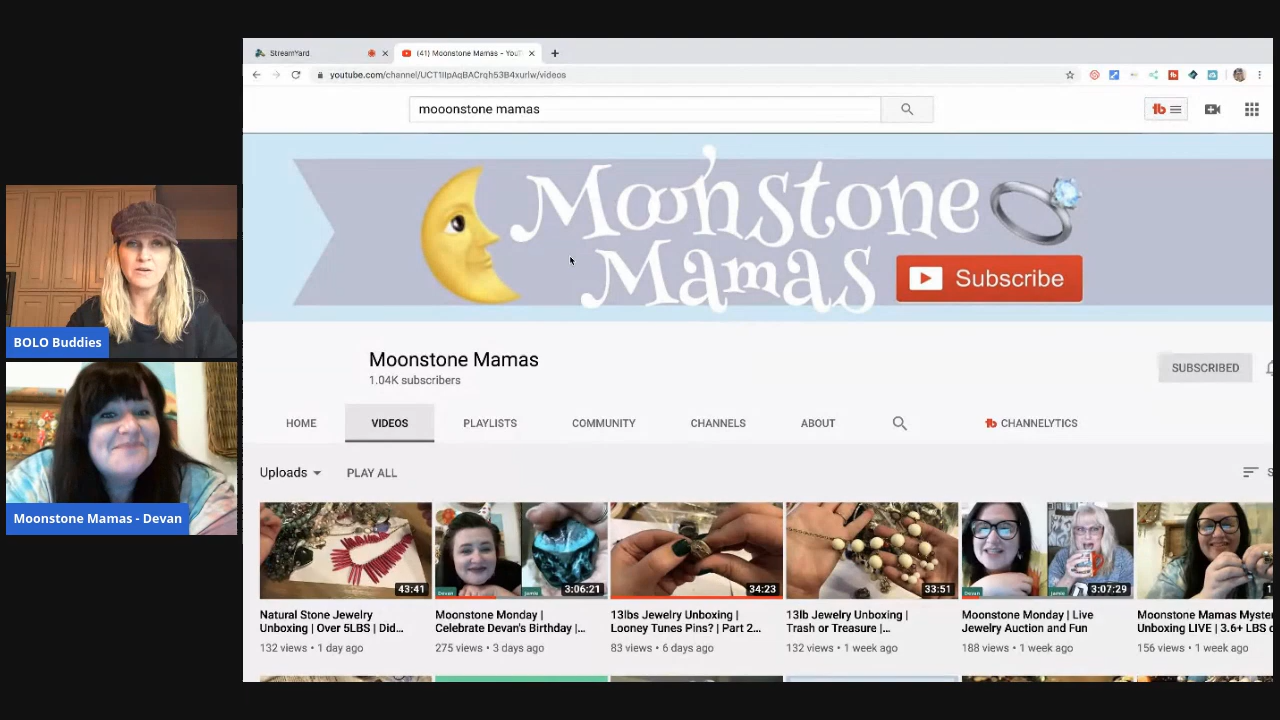 StreamYard
(41) Moonstone Mamas - YouT
youtube.com/channel/UCT1IIpAqBACrqh53B4xurlw/videos
mooonstone mamas
Moonstone
Mamas
Subscribe
BOLO Buddies
Moonstone Mamas - Devan
Moonstone Mamas
1.04K subscribers
SUBSCRIBED
HOME VIDEOS PLAYLISTS COMMUNITY CHANNELS ABOUT CHANNELYTICS
Uploads PLAY ALL S
43:41 3:06:21 34:23 33:51 3:07:29 1
Natural Stone Jewelry Moonstone Monday | 13lbs Jewelry Unboxing | 13lb Jewelry Unboxing | Moonstone Monday | Live Moonstone Mamas Myste
Unboxing | Over 5LBS | Did... Celebrate Devan's Birthday |... Looney Tunes Pins? | Part 2... Trash or Treasure |... Jewelry Auction and Fun Unboxing LIVE | 3.6+ LBS
132 views • 1 day ago 275 views • 3 days ago 83 views • 6 days ago 132 views • 1 week ago 188 views • 1 week ago 156 views • 1 week ago